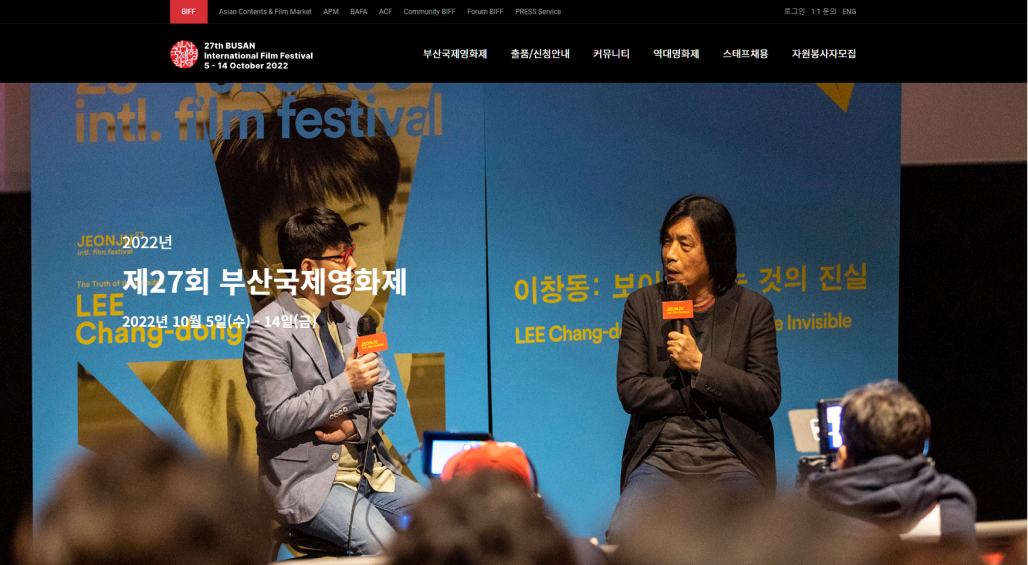 BIFF Asian Contents & Film Market APM BAFA ACF Community BIFF Forum BIFF PRESS Service 로그인 1:1 문의 ENG
27th BUSAN
International Film Festival
5 - 14 October 2022
부산국제영화제 출품/신청안내 커뮤니티 역대영화제 스태프채용 자원봉사자모집
intl. film festival
JEONJU
intl. film festival
2022년
제27회 부산국제영화제
The Truth of
2022년 10월 5일(수) - 14일(금)
LEE
Chang-dong
이창동: 것의 진실
LEE Chang-d
Invisible